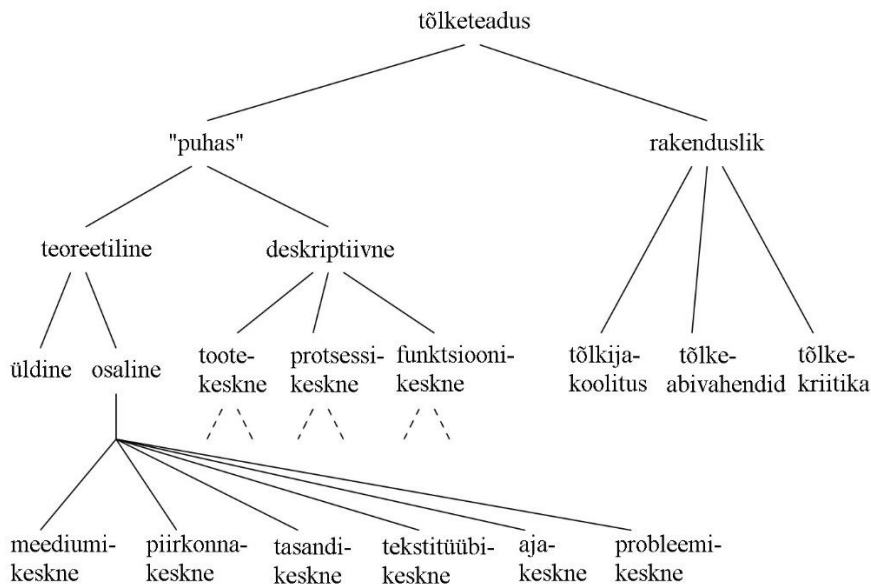 tõlketeadus
"puhas"
rakenduslik
teoreetiline
deskriptiivne
üldine
osaline
toote-
keskne
protsessi-
keskne
funktsiooni-
keskne
tõlkija-
koolitus
tõlke-
abivahendid
tõlke-
kriitika
meediumi-
keskne
piirkonna-
keskne
tasandi-
keskne
tekstitüübi-
keskne
aja-
keskne
probleemi-
keskne